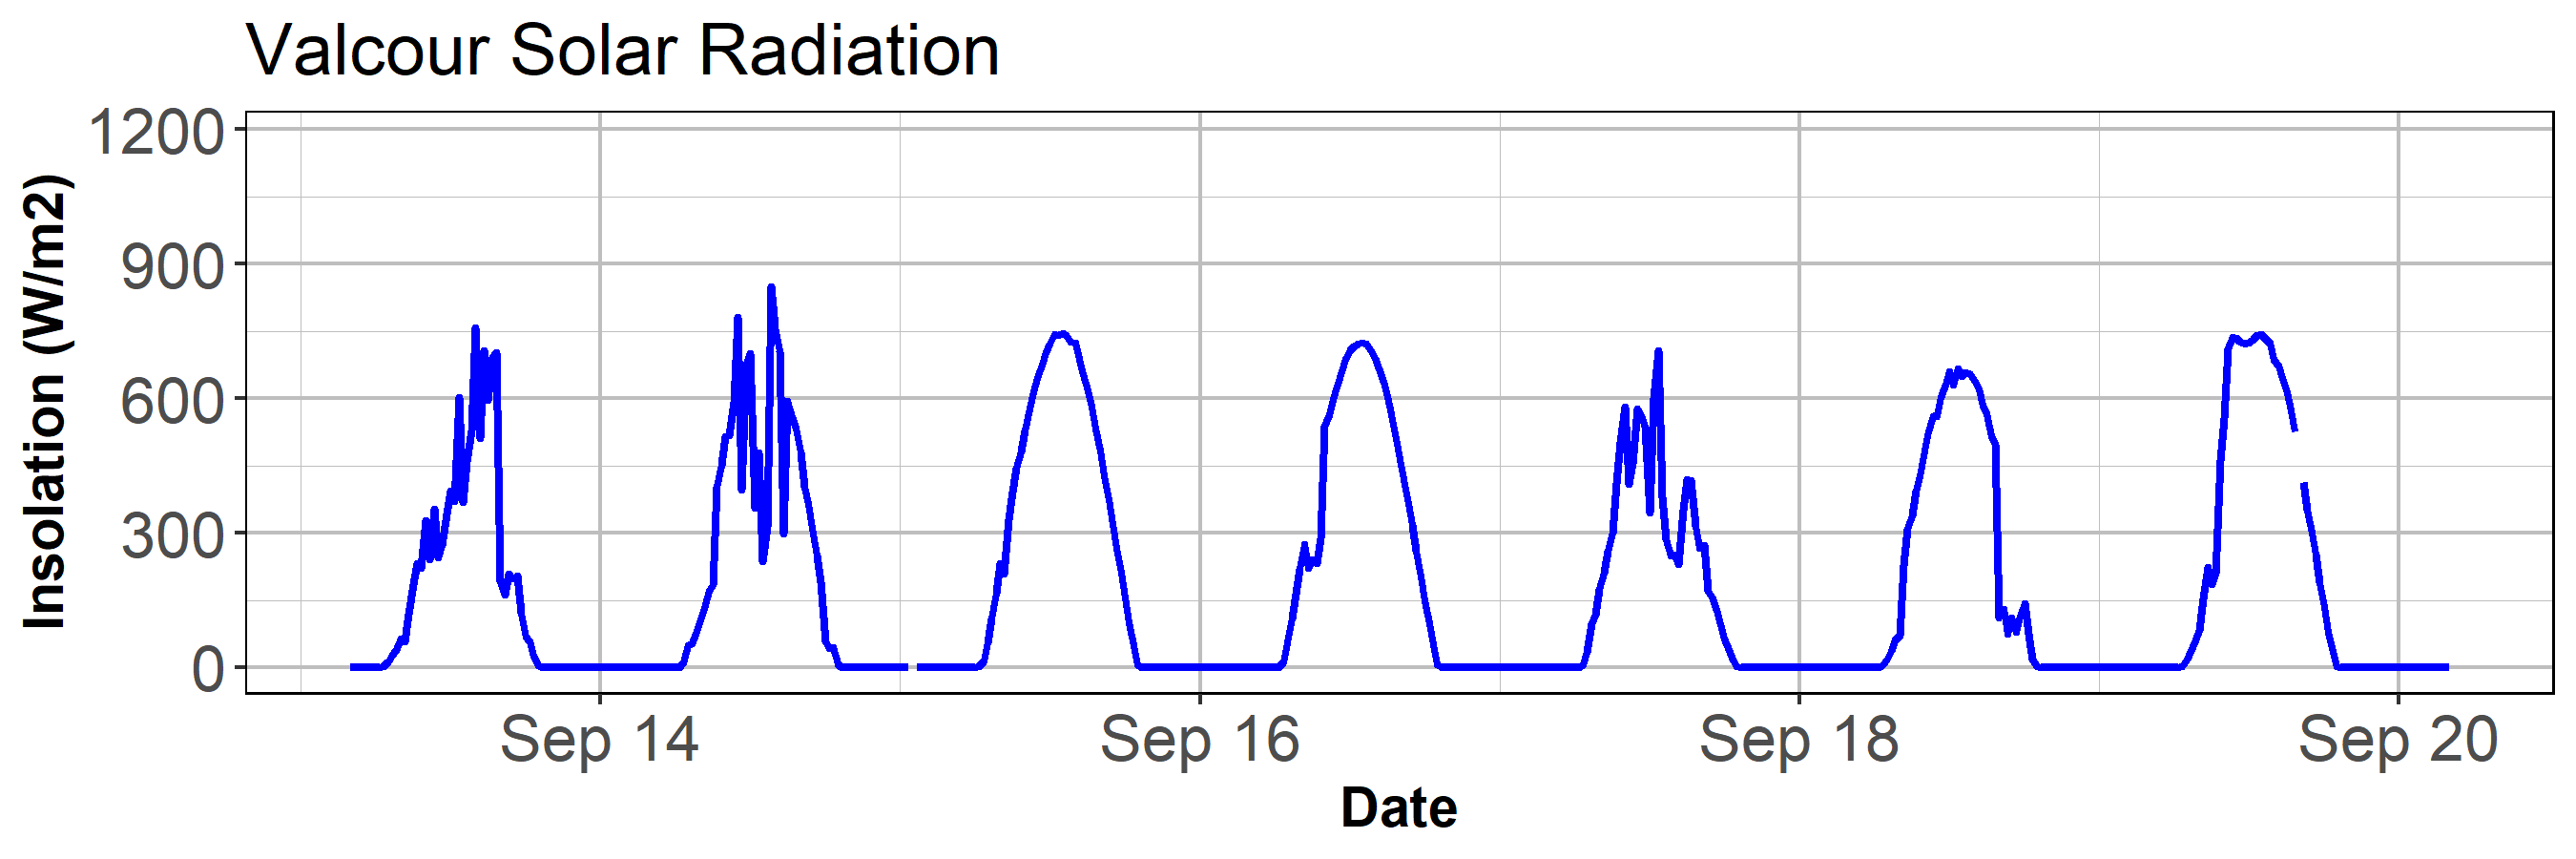 Valcour Solar Radiation
1200
900
600
300
0
Insolation (W/m2)
Sep 14 Sep 16 Sep 18 Sep 20
Date